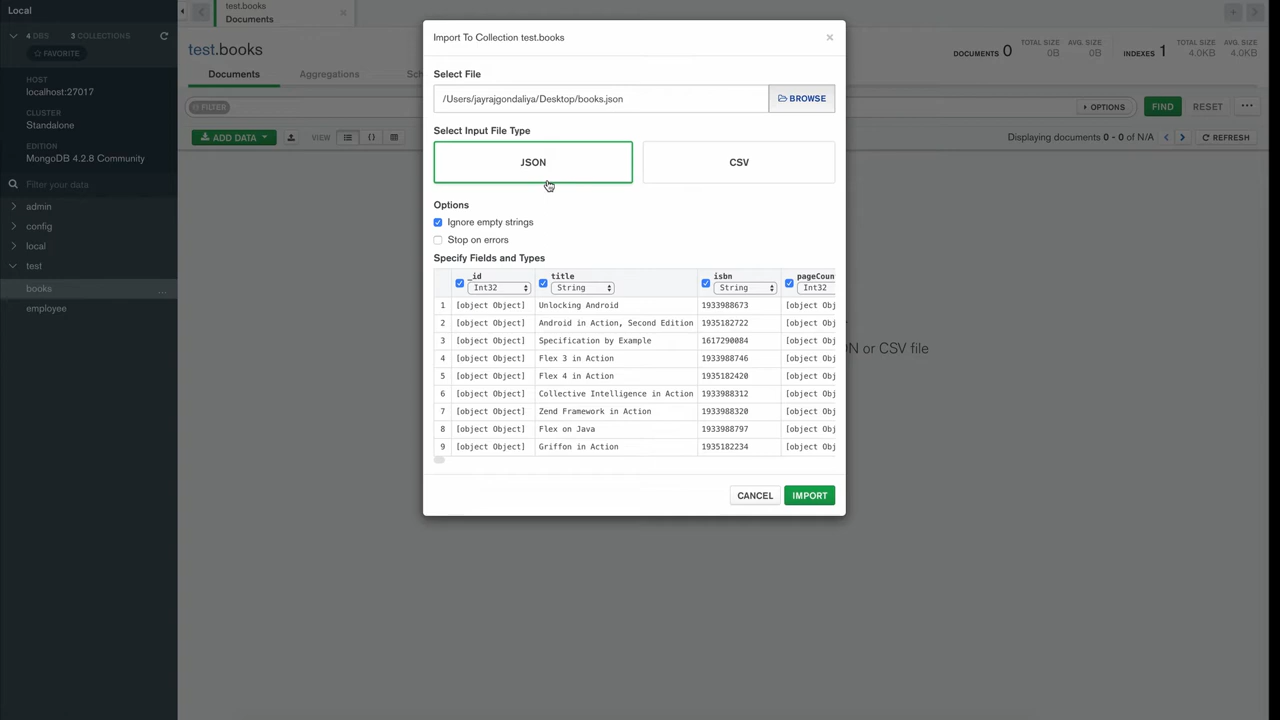 Local
4 DBS 3 COLLECTIONS
FAVORITE
HOST
localhost:27017
CLUSTER
Standalone
EDITION
MongoDB 4.2.8 Community
Filter your data
admin
config
local
test
books
...
employee
test.books
Documents
test.books
DOCUMENTS 0
TOTAL SIZE
0B
AVG. SIZE
0B
INDEXES 1
TOTAL SIZE
4.0KB
AVG. SIZE
4.0KB
Documents
Aggregations
Sch
FILTER
OPTIONS
FIND
RESET
...
ADD DATA
VIEW
{}
Displaying documents 0 - 0 of N/A
REFRESH
ON or CSV file
Import To Collection test.books
×
Select File
/Users/jayrajgondaliya/Desktop/books.json
BROWSE
Select Input File Type
JSON
CSV
Options
Ignore empty strings
Stop on errors
Specify Fields and Types
_id title isbn pageCoun
Int32 String String Int32
1 [object Object] Unlocking Android 1933988673 [object Obj
2 [object Object] Android in Action, Second Edition 1935182722 [object Obj
3 [object Object] Specification by Example 1617290084 [object Obj
4 [object Object] Flex 3 in Action 1933988746 [object Obj
5 [object Object] Flex 4 in Action 1935182420 [object Obj
6 [object Object] Collective Intelligence in Action 1933988312 [object Obj
7 [object Object] Zend Framework in Action 1933988320 [object Obj
8 [object Object] Flex on Java 1933988797 [object Obj
9 [object Object] Griffon in Action 1935182234 [object Obj
CANCEL
IMPORT